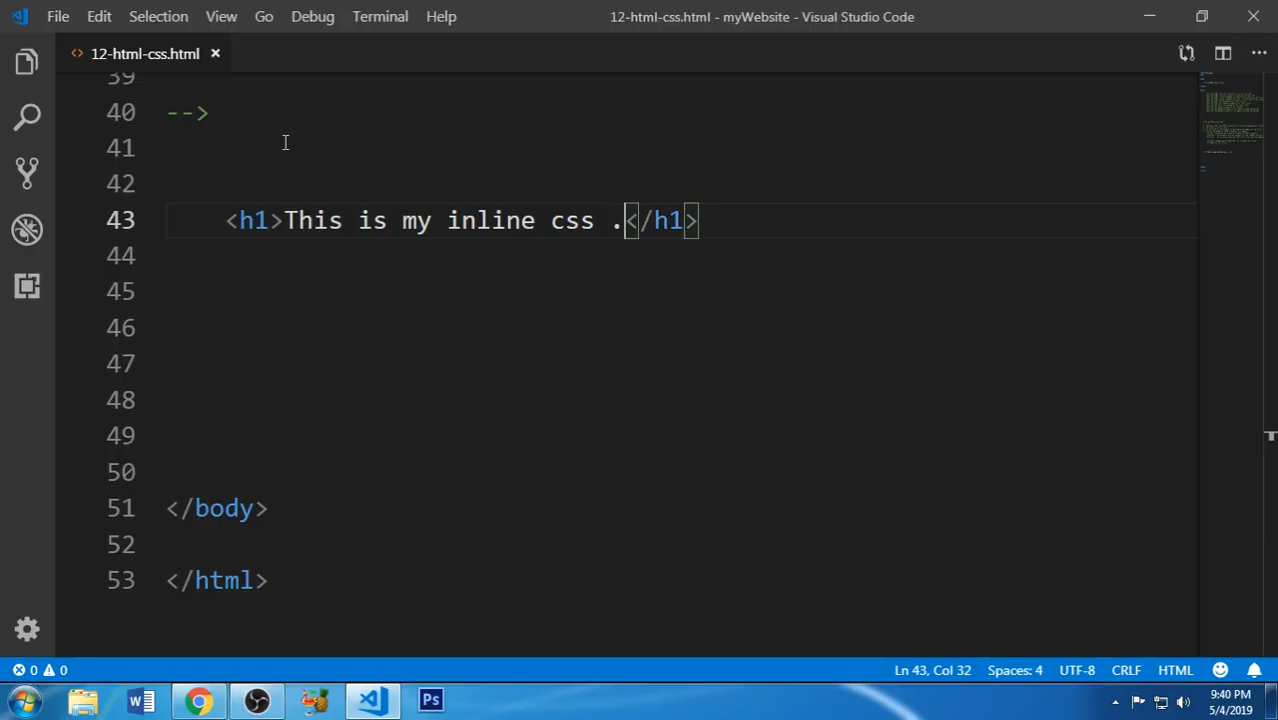 File Edit Selection View Go Debug Terminal Help 12-html-css.html - myWebsite - Visual Studio Code
12-html-css.html
39
40 -->
41
42
43 <h1>This is my inline css .</h1>
44
45
46
47
48
49
50
51 </body>
52
53 </html>
0 0 Ln 43, Col 32 Spaces: 4 UTF-8 CRLF HTML
W Ps
9:40 PM
5/4/2019